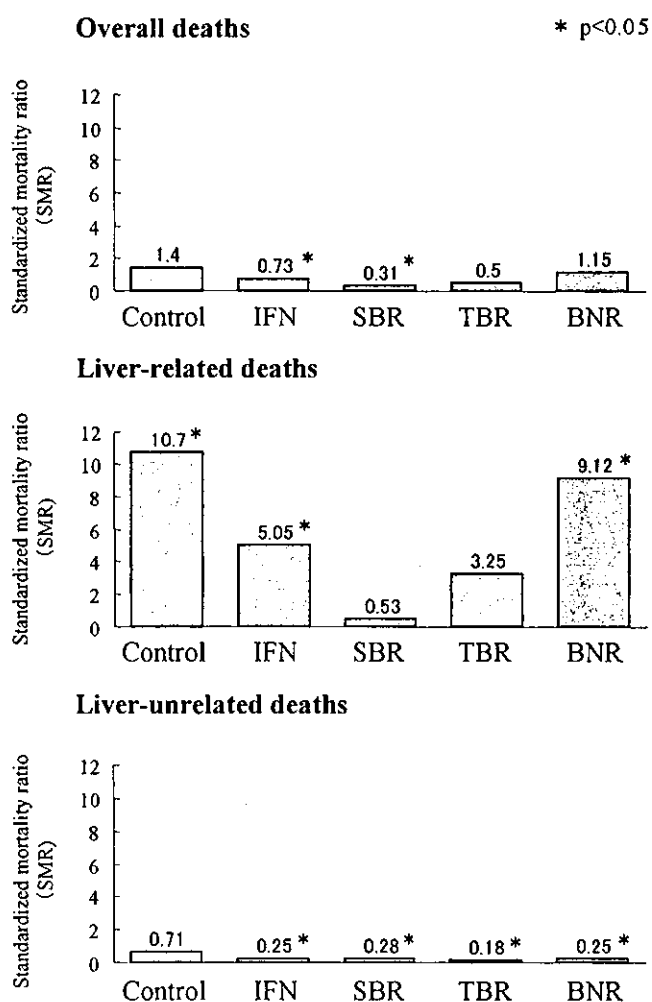 Overall deaths
* p<0.05
Standardized mortality ratio
(SMR)
12
10
8
6
4
2
0
1.4
0.73 *
0.31 *
0.5
1.15
Control IFN SBR TBR BNR
Liver-related deaths
Standardized mortality ratio
(SMR)
12
10
8
6
4
2
0
10.7 *
5.05 *
0.53
3.25
9.12 *
Control IFN SBR TBR BNR
Liver-unrelated deaths
Standardized mortality ratio
(SMR)
12
10
8
6
4
2
0
0.71
0.25 *
0.28 *
0.18 *
0.25 *
Control IFN SBR TBR BNR